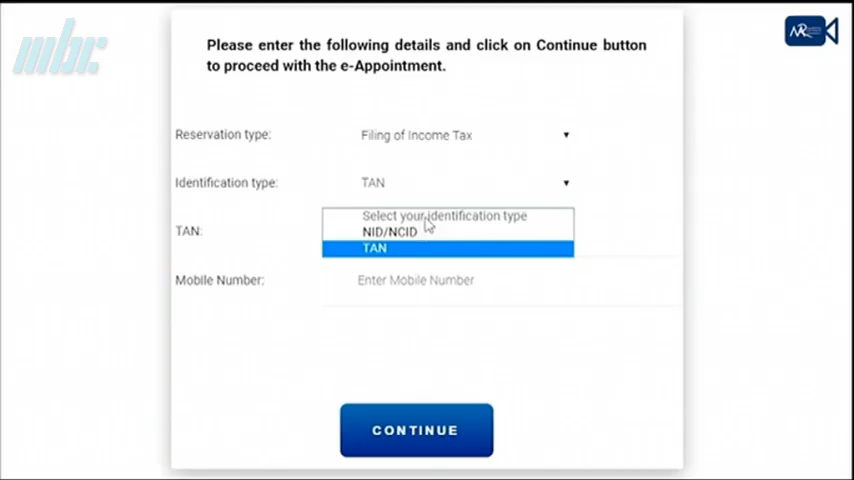 mbc
Please enter the following details and click on Continue button
to proceed with the e-Appointment.
Reservation type: Filing of Income Tax
Identification type: TAN
Select your identification type
TAN: NID/NCID
TAN
Mobile Number: Enter Mobile Number
CONTINUE